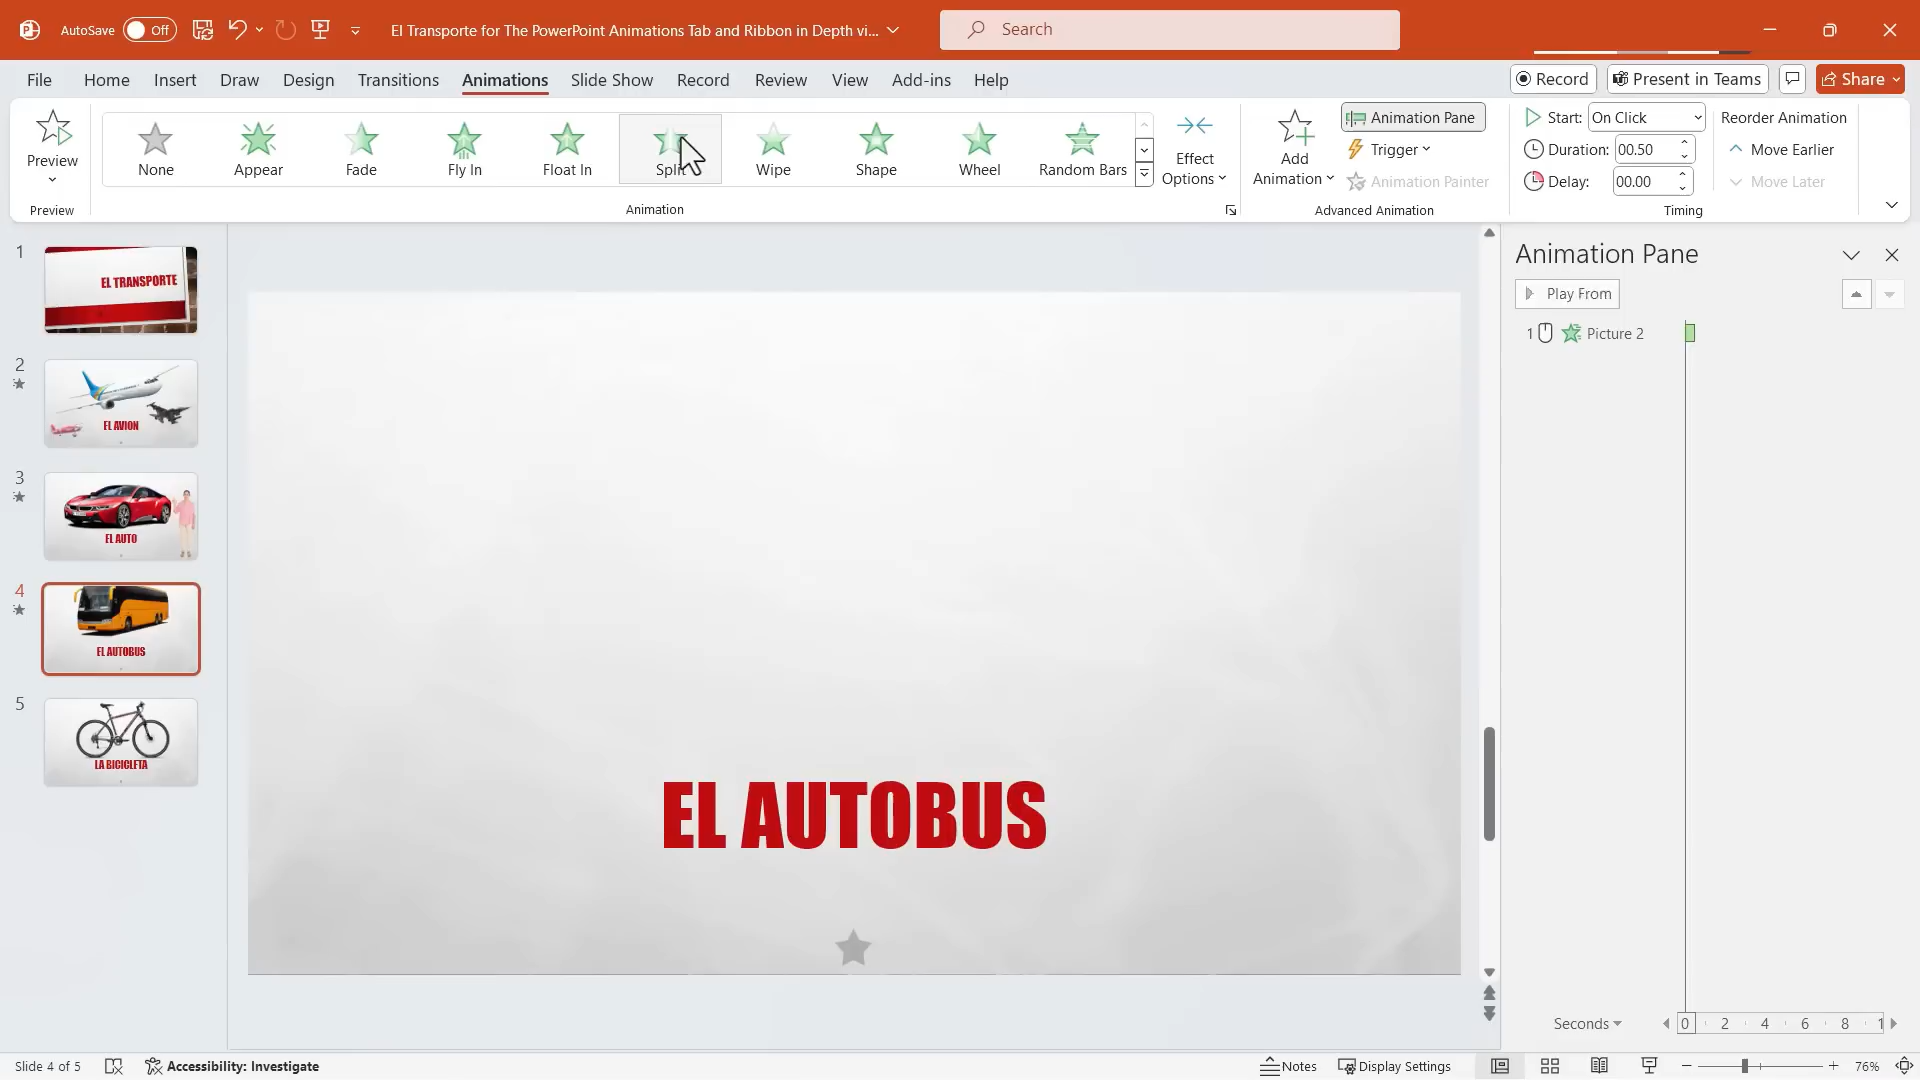 AutoSave Off El Transporte for The PowerPoint Animations Tab and Ribbon in Depth vi... Search
File Home Insert Draw Design Transitions Animations Slide Show Record Review View Add-ins Help Record Present in Teams Share
Preview
Preview
None Appear Fade Fly In Float In Split Wipe Shape Wheel Random Bars
Animation
Effect Options
Add Animation
Animation Pane
Trigger
Animation Painter
Advanced Animation
Start: On Click
Duration: 00.50
Delay: 00.00
Timing
Reorder Animation
Move Earlier
Move Later
1
EL TRANSPORTE
2
EL AVION
3
EL AUTO
4
EL AUTOBUS
5
LA BICICLETA
EL AUTOBUS
Animation Pane
Play From
1 Picture 2
Seconds 0 2 4 6 8 1
Slide 4 of 5 Accessibility: Investigate Notes Display Settings 76%